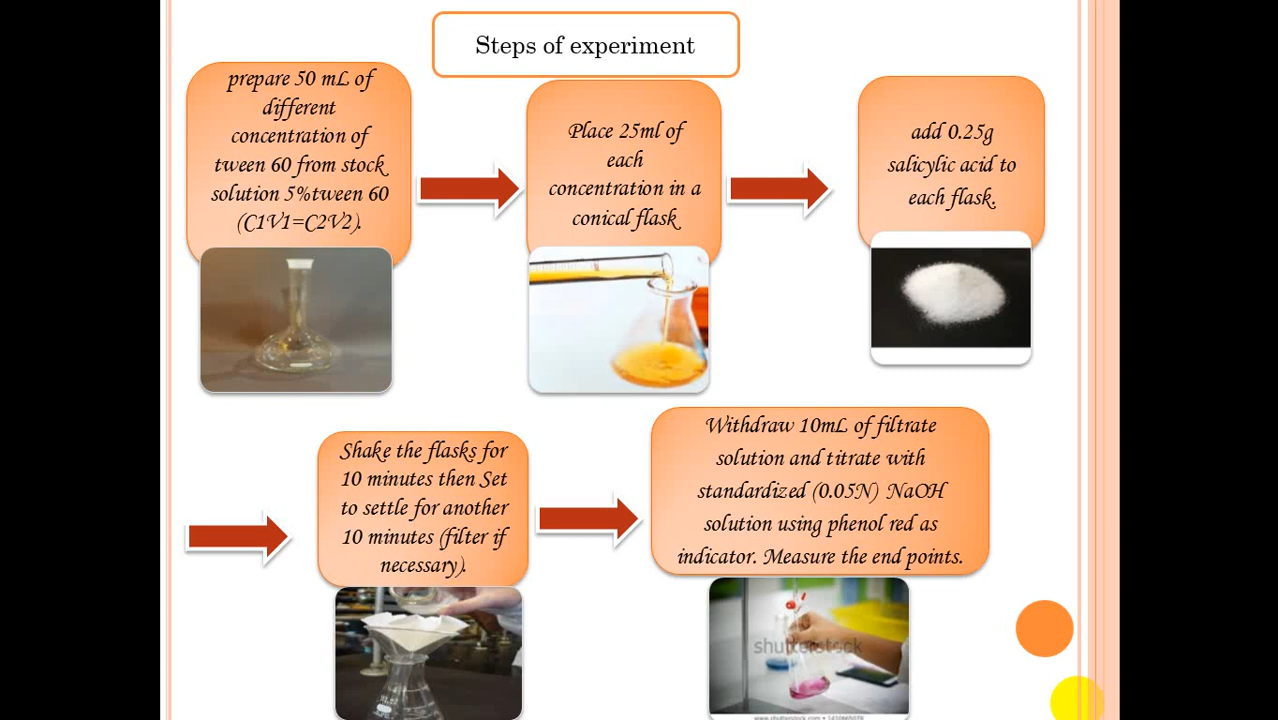 Steps of experiment
prepare 50 mL of
different
concentration of
tween 60 from stock
solution 5%tween 60
(C1V1=C2V2).
Place 25ml of
each
concentration in a
conical flask
add 0.25g
salicylic acid to
each flask.
Shake the flasks for
10 minutes then Set
to settle for another
10 minutes (filter if
necessary).
Withdraw 10mL of filtrate
solution and titrate with
standardized (0.05N) NaOH
solution using phenol red as
indicator. Measure the end points.
shutterstock